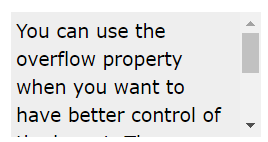 You can use the
overflow property
when you want to
have better control of